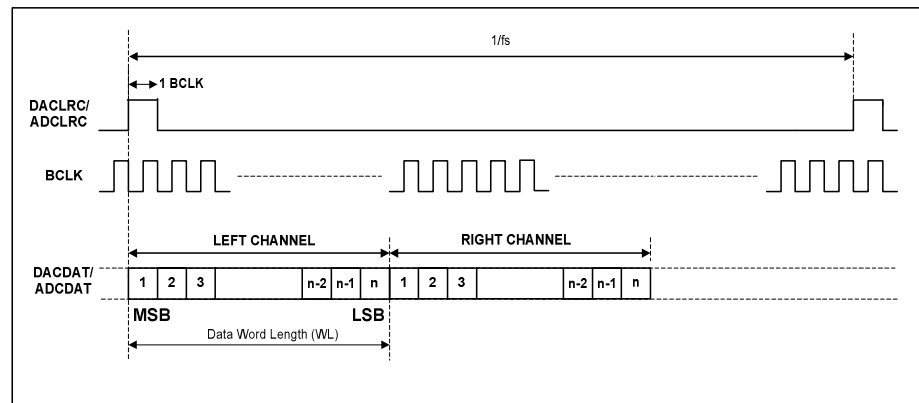 1/fs
1 BCLK
DACLRC/
ADCLRC
BCLK
LEFT CHANNEL RIGHT CHANNEL
DACDAT/
ADCDAT
1 2 3 n-2 n-1 n 1 2 3 n-2 n-1 n
MSB LSB
Data Word Length (WL)